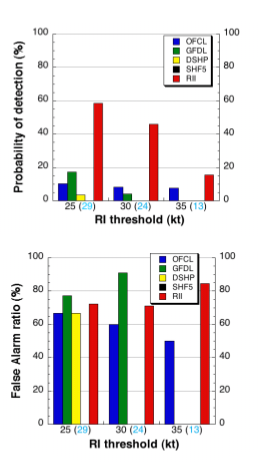 100 100
80 80
60 60
40 40
20 20
0 0
Probability of detection (%)
OFCL
GFDL
DSHP
SHF5
RII
25 (29) 30 (24) 35 (13)
RI threshold (kt)
100 100
80 80
60 60
40 40
20 20
0 0
False Alarm ratio (%)
OFCL
GFDL
DSHP
SHF5
RII
25 (29) 30 (24) 35 (13)
RI threshold (kt)